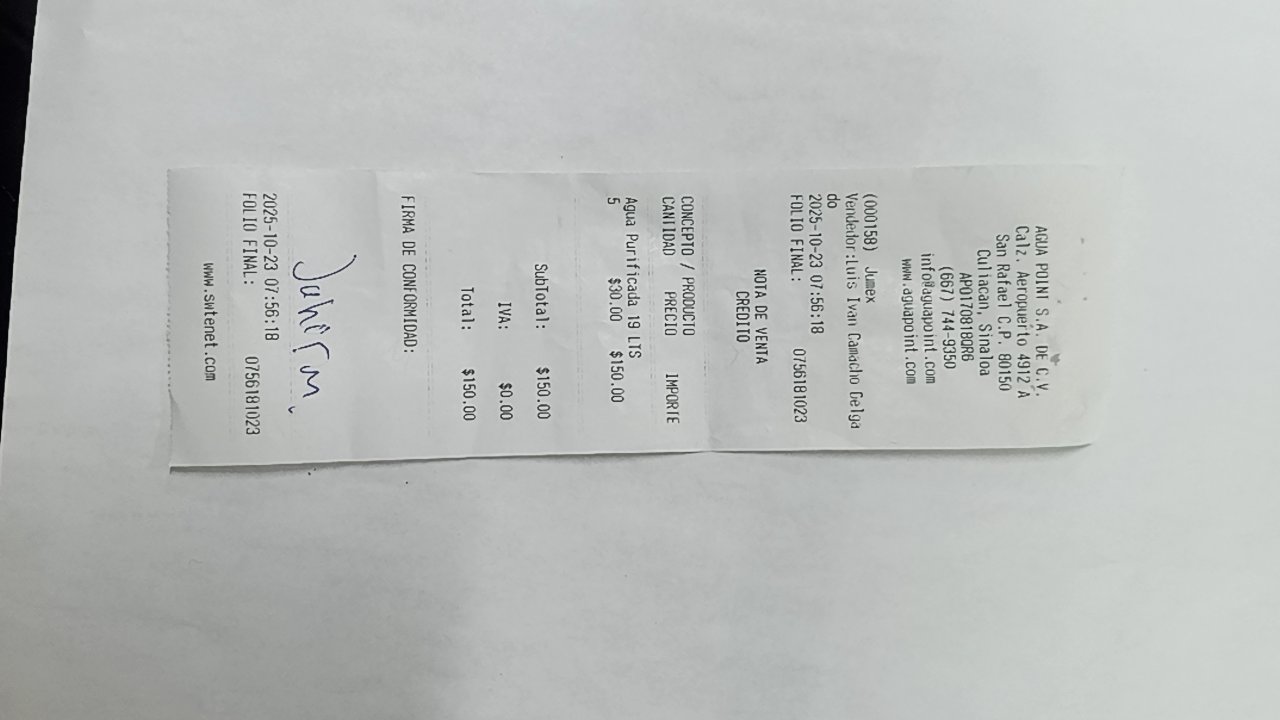 AGUA POINT S.A. DE C.V.
Calz. Aeropuerto 4912 A
San Rafael C.P. 80150
Culiacan, Sinaloa
APO170818QR6
(667) 744-9350
info@aguapoint.com
www.aguapoint.com
(000158) Jumex
Vendedor:Luis Ivan Camacho Delga
do
2025-10-23 07:56:18
FOLIO FINAL: 0756181023
NOTA DE VENTA
CREDITO
CONCEPTO / PRODUCTO
CANTIDAD PRECIO IMPORTE
Agua Purificada 19 LTS
5 $30.00 $150.00
SubTotal: $150.00
IVA: $0.00
Total: $150.00
FIRMA DE CONFORMIDAD:
Jahir m.
2025-10-23 07:56:18
FOLIO FINAL: 0756181023
www.swtenet.com